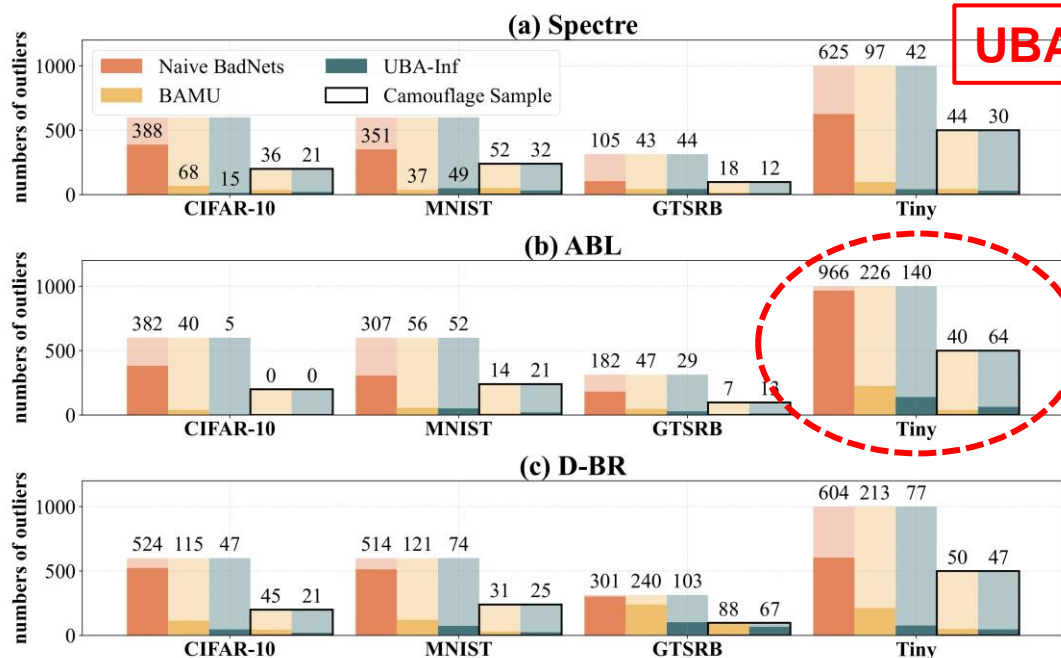 (a) Spectre
UBA
numbers of outliers
1000
500
0
Naive BadNets
BAMU
UBA-Inf
Camouflage Sample
388 68 15 36 21
351 37 49 52 32
105 43 44 18 12
625 97 42 44 30
CIFAR-10 MNIST GTSRB Tiny
(b) ABL
numbers of outliers
1000
500
0
382 40 5 0 0
307 56 52 14 21
182 47 29 7 13
966 226 140 40 64
CIFAR-10 MNIST GTSRB Tiny
(c) D-BR
numbers of outliers
1000
500
0
524 115 47 45 21
514 121 74 31 25
301 240 103 88 67
604 213 77 50 47
CIFAR-10 MNIST GTSRB Tiny